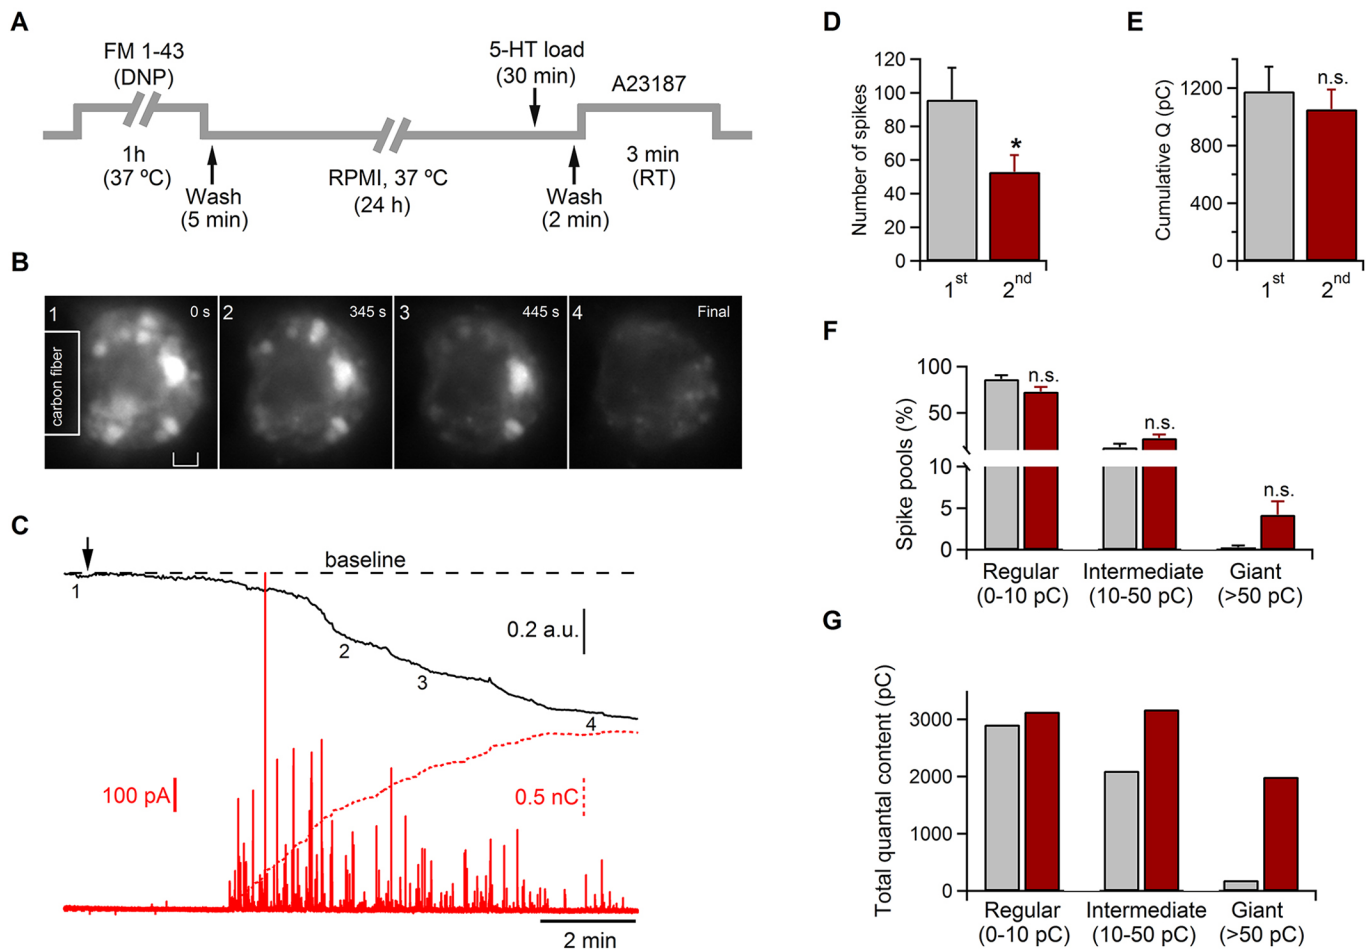 A
FM 1-43
(DNP)
5-HT load
(30 min)
A23187
1h
(37 ºC)
Wash
(5 min)
RPMI, 37 ºC
(24 h)
Wash
(2 min)
3 min
(RT)
B
1
0 s
carbon fiber
2
345 s
3
445 s
4
Final
C
baseline
1
0.2 a.u.
2
3
4
100 pA
0.5 nC
2 min
D
Number of spikes
120
100
80
60
40
20
0
*
1st
2nd
E
Cumulative Q (pC)
1200
800
400
0
n.s.
1st
2nd
F
Spike pools (%)
100
50
10
5
0
n.s.
n.s.
n.s.
Regular
(0-10 pC)
Intermediate
(10-50 pC)
Giant
(>50 pC)
G
Total quantal content (pC)
3000
2000
1000
0
Regular
(0-10 pC)
Intermediate
(10-50 pC)
Giant
(>50 pC)